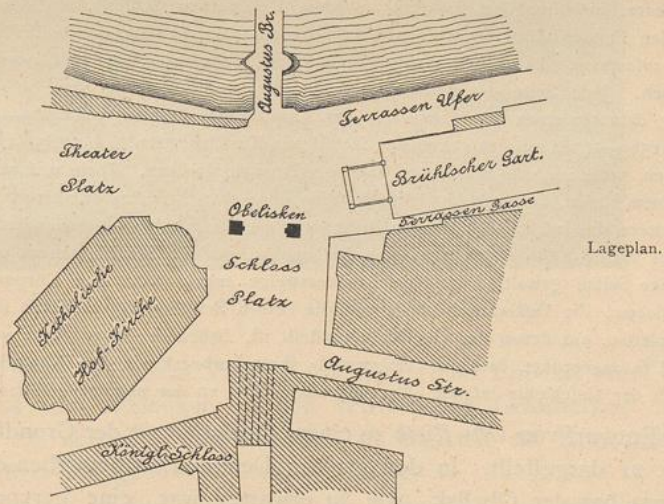 Augustus Br.
Terrassen Ufer
Theater
Platz
Brühlscher Gart.
Terrassen Gasse
Obelisken
Lageplan.
Schloss
Platz
Katholische
Hof-Kirche
Augustus Str.
Königl. Schloss